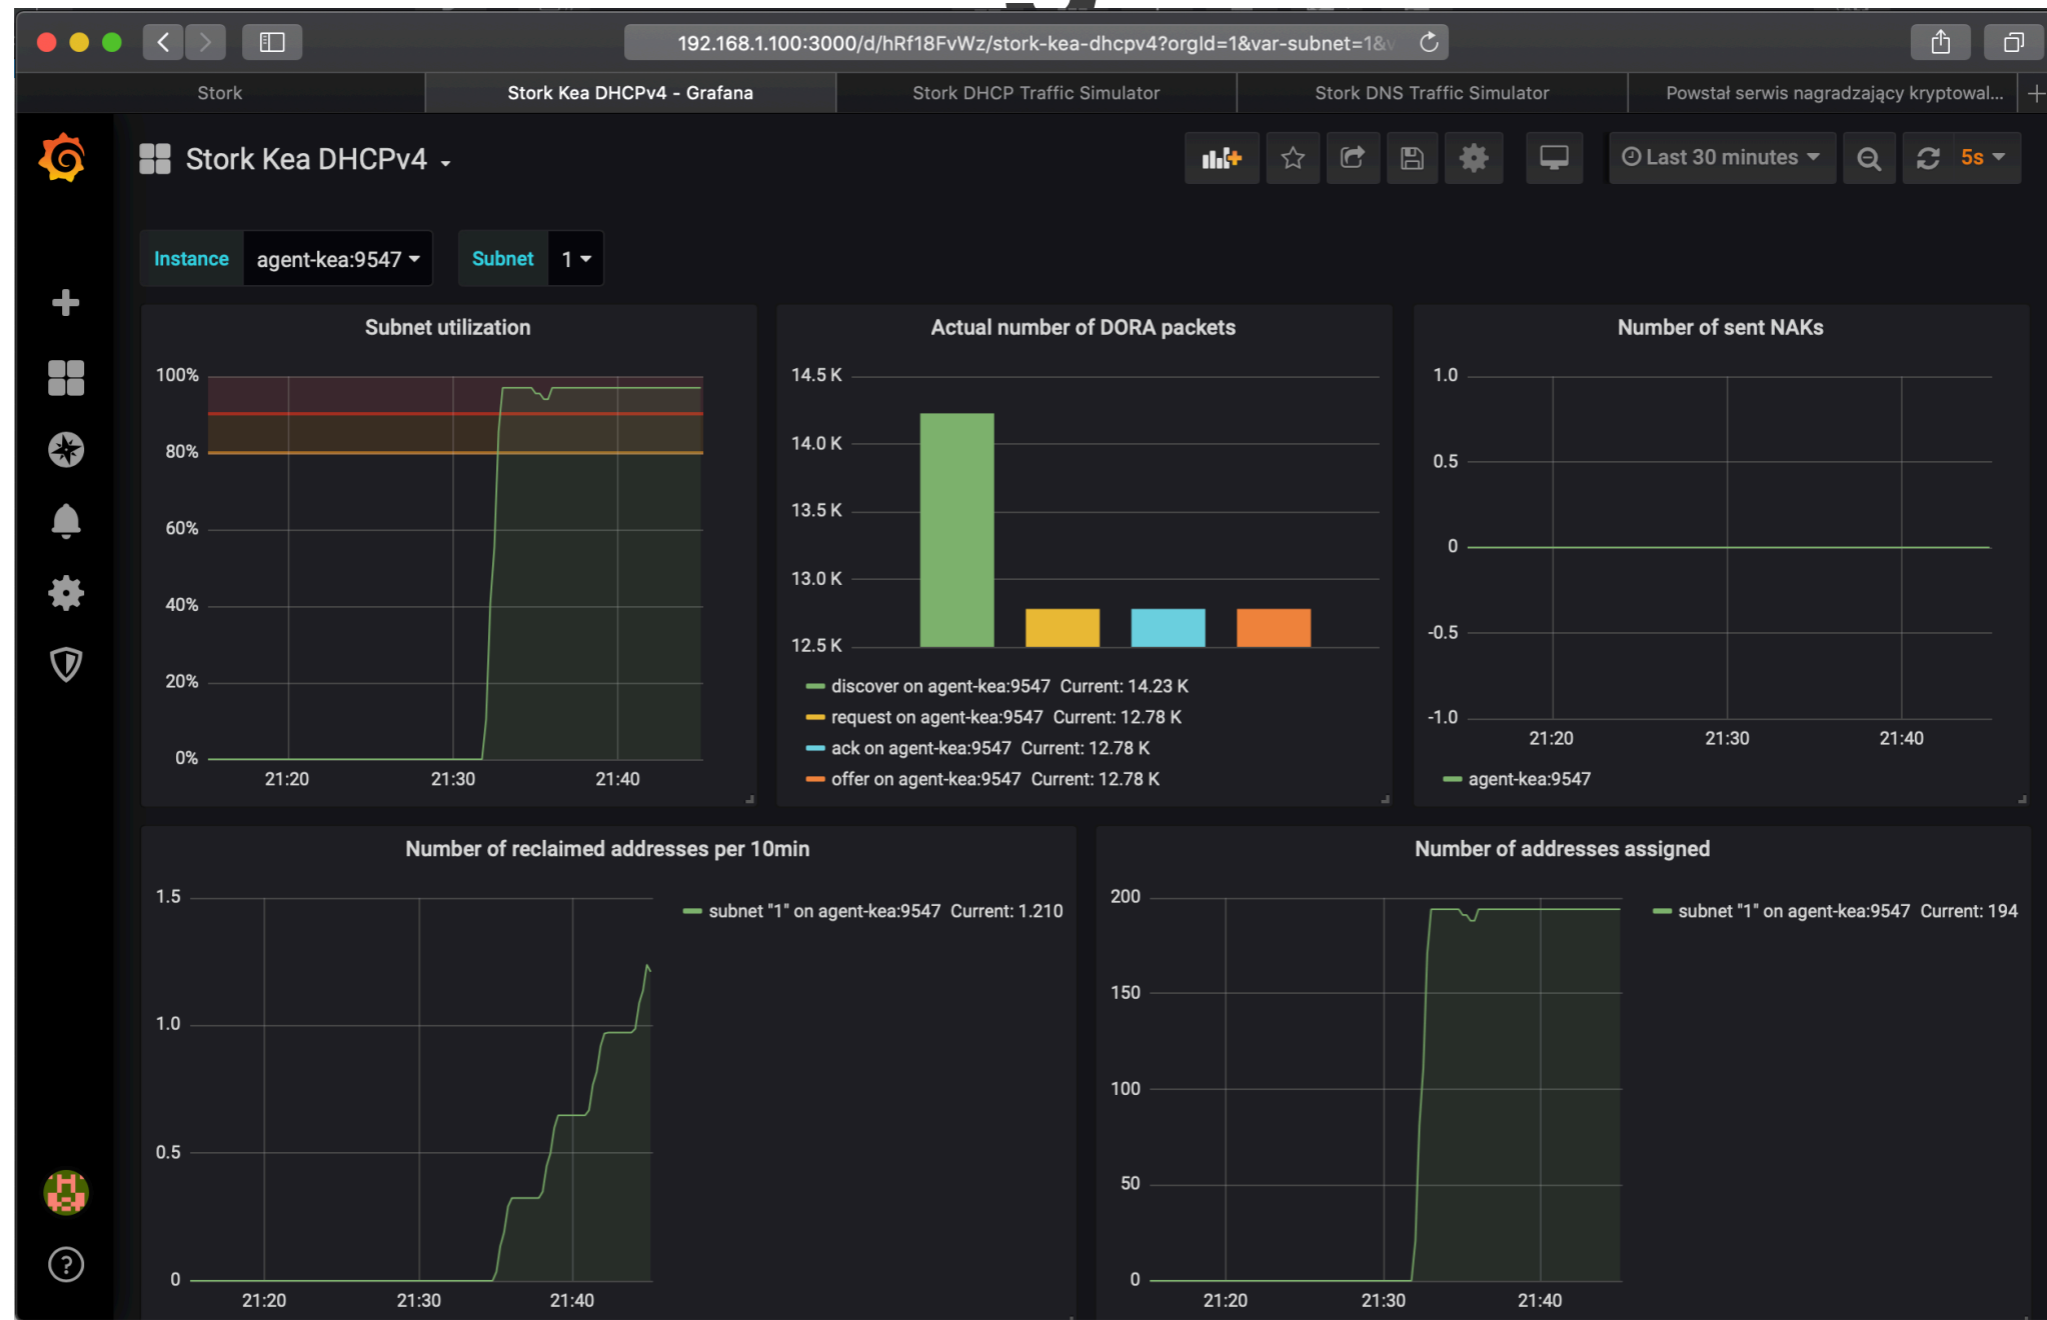 192.168.1.100:3000/d/hRf18FvWz/stork-kea-dhcpv4?orgId=1&var-subnet=1&v
Stork
Stork Kea DHCPv4 - Grafana
Stork DHCP Traffic Simulator
Stork DNS Traffic Simulator
Powstał serwis nagradzający kryptowal...
Stork Kea DHCPv4
Last 30 minutes
5s
Instance agent-kea:9547
Subnet 1
Subnet utilization
100%
80%
60%
40%
20%
0%
21:20 21:30 21:40
Actual number of DORA packets
14.5 K
14.0 K
13.5 K
13.0 K
12.5 K
discover on agent-kea:9547 Current: 14.23 K
request on agent-kea:9547 Current: 12.78 K
ack on agent-kea:9547 Current: 12.78 K
offer on agent-kea:9547 Current: 12.78 K
Number of sent NAKs
1.0
0.5
0
-0.5
-1.0
21:20 21:30 21:40
agent-kea:9547
Number of reclaimed addresses per 10min
1.5
1.0
0.5
0
21:20 21:30 21:40
subnet "1" on agent-kea:9547 Current: 1.210
Number of addresses assigned
200
150
100
50
0
21:20 21:30 21:40
subnet "1" on agent-kea:9547 Current: 194